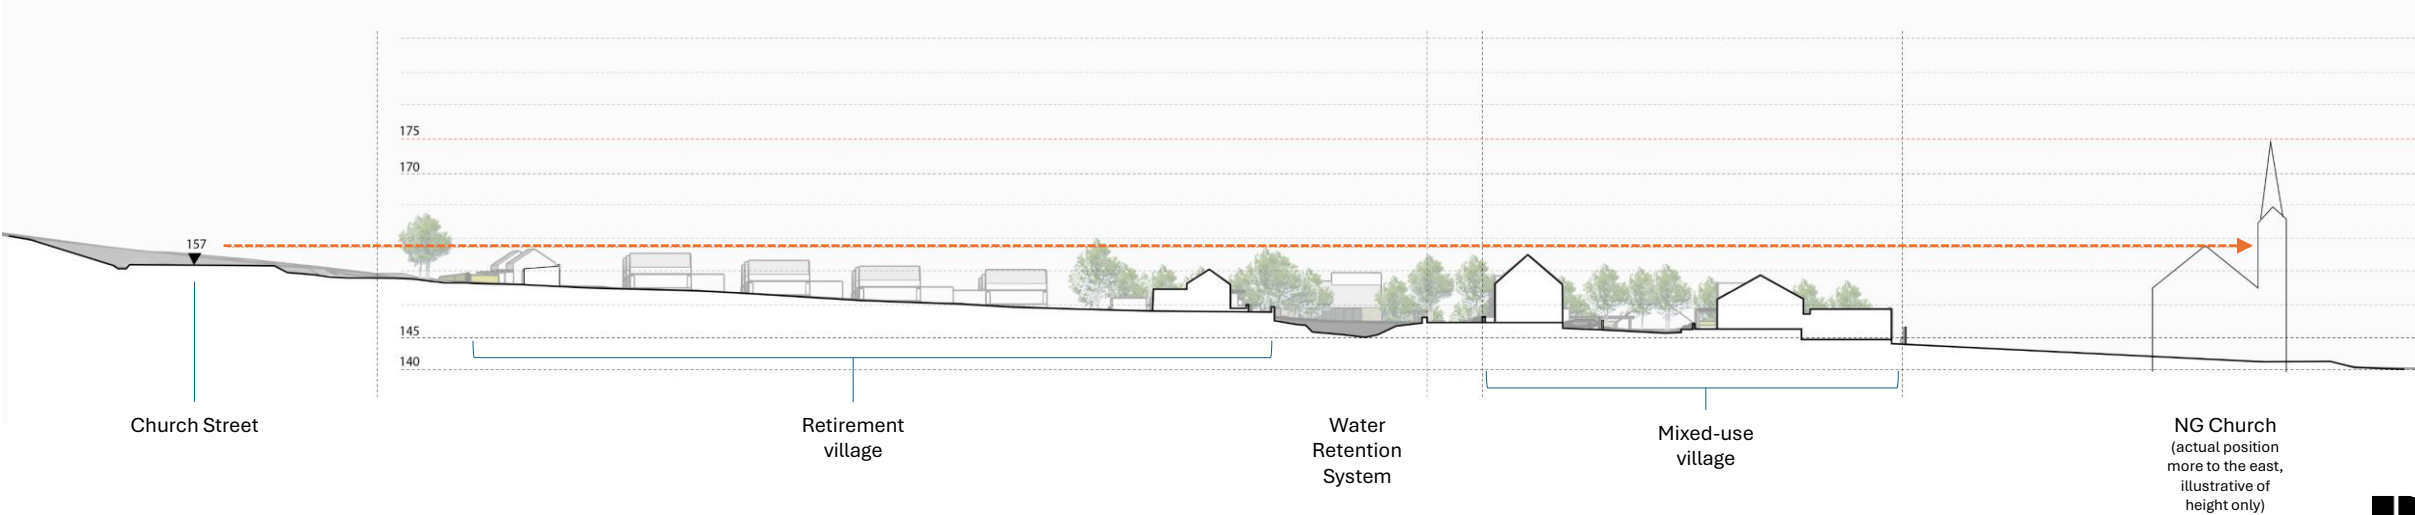 175
170
157
145
140
Church Street
Retirement
village
Water
Retention
System
Mixed-use
village
NG Church
(actual position
more to the east,
illustrative of
height only)